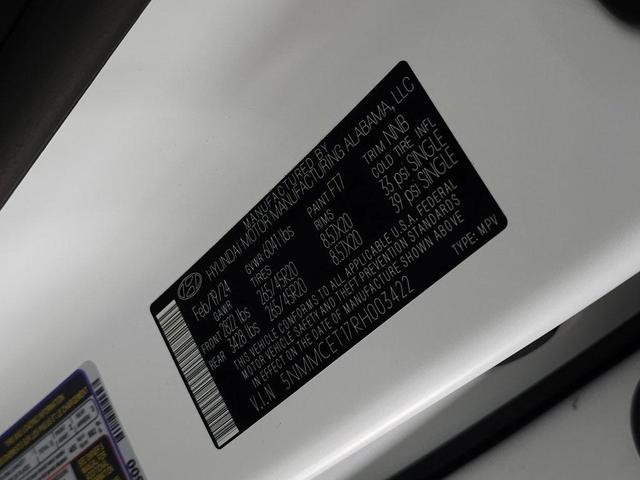 MANUFACTURED BY
HYUNDAI MOTOR MANUFACTURING ALABAMA, LLC
Feb/19/24 GVWR 6041 lbs PAINT F17 TRIM NNB
GAWR TIRES RIMS COLD TIRE INFL
FRONT 2822 lbs 265/45R20 8.5JX20 33 psi SINGLE
REAR 3428 lbs 265/45R20 8.5JX20 39 psi SINGLE
THIS VEHICLE CONFORMS TO ALL APPLICABLE U.S.A. FEDERAL
MOTOR VEHICLE SAFETY AND THEFT PREVENTION STANDARDS
IN EFFECT ON THE DATE OF MANUFACTURE SHOWN ABOVE
V.I.N 5NMMCET17RH003422 TYPE: MPV